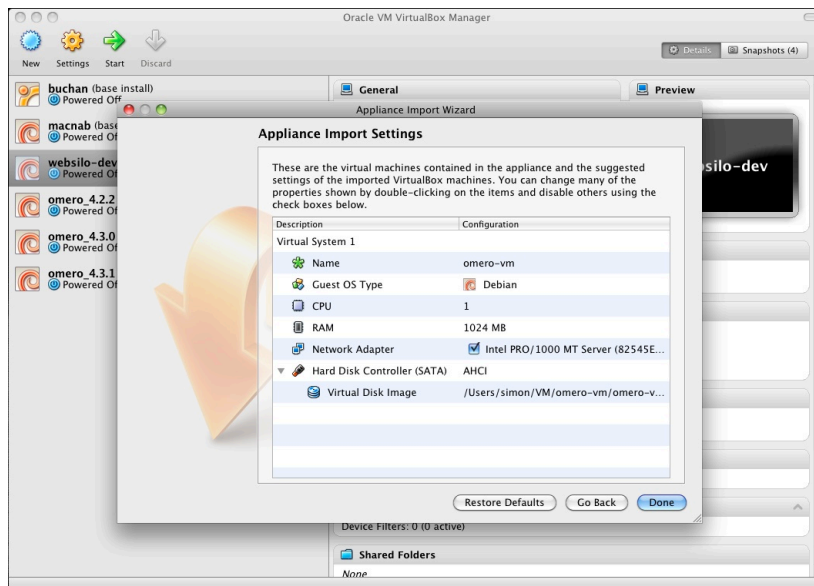 Oracle VM VirtualBox Manager
New Settings Start Discard
Details Snapshots (4)
buchan (base install)
Powered Off
macnab (base
Powered Of
websilo-dev
Powered Of
omero_4.2.2
Powered Of
omero_4.3.0
Powered Of
omero_4.3.1
Powered Of
General
Preview
silo-dev
Appliance Import Wizard
Appliance Import Settings
These are the virtual machines contained in the appliance and the suggested
settings of the imported VirtualBox machines. You can change many of the
properties shown by double-clicking on the items and disable others using the
check boxes below.
Description Configuration
Virtual System 1
Name omero-vm
Guest OS Type Debian
CPU 1
RAM 1024 MB
Network Adapter Intel PRO/1000 MT Server (82545E...
Hard Disk Controller (SATA) AHCI
Virtual Disk Image /Users/simon/VM/omero-vm/omero-v...
Restore Defaults Go Back Done
Device Filters: 0 (0 active)
Shared Folders
None